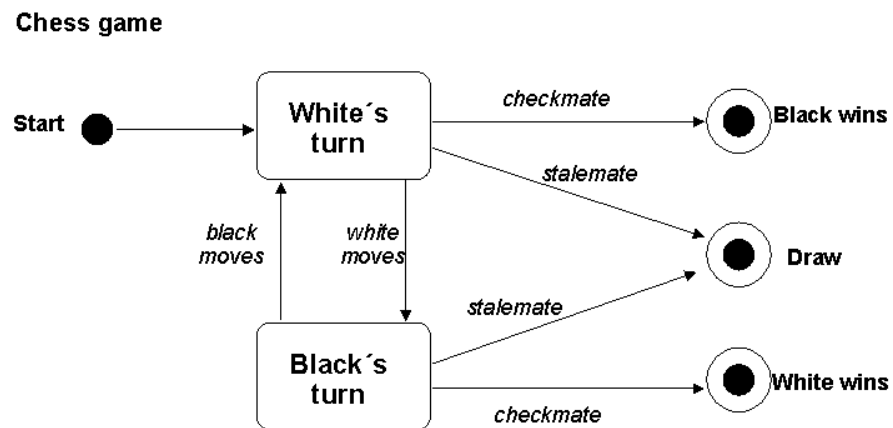 Chess game
Start
White´s
turn
checkmate
Black wins
stalemate
black
moves
white
moves
Draw
stalemate
Black´s
turn
White wins
checkmate